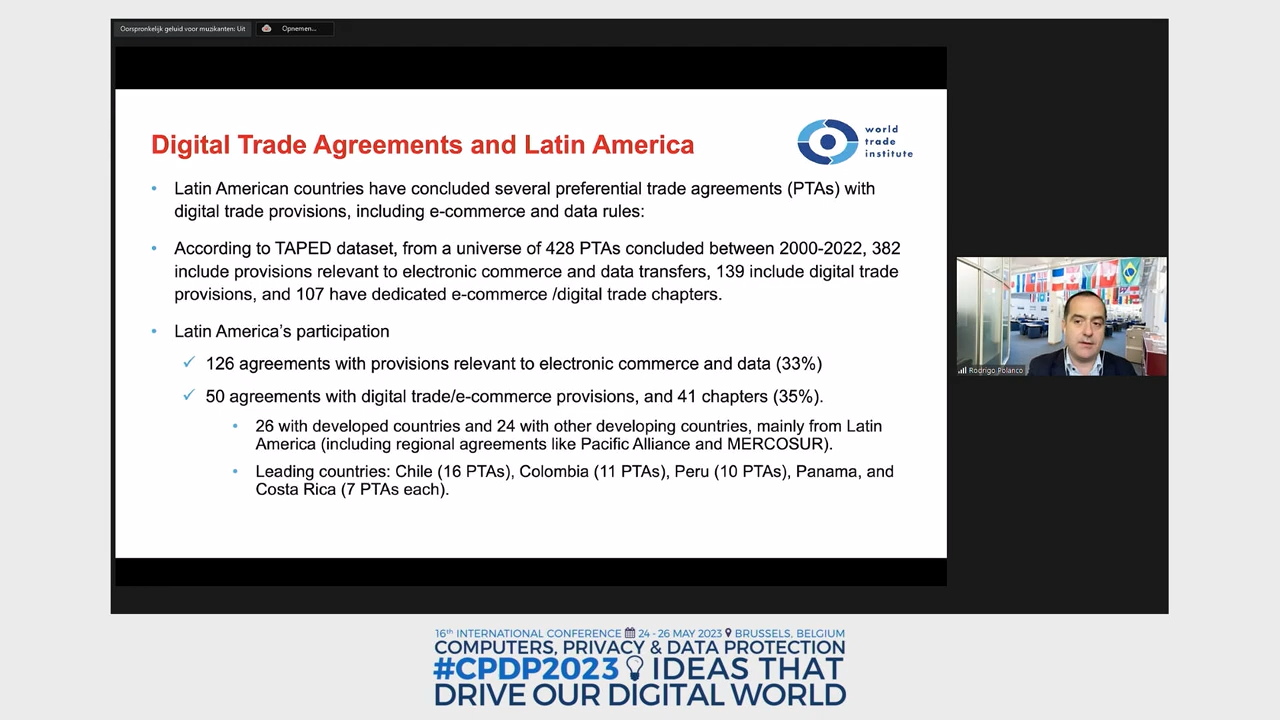 Oorspronkelijk geluid voor muzikanten: Uit
Opnemen...
Digital Trade Agreements and Latin America
world
trade
institute
• Latin American countries have concluded several preferential trade agreements (PTAs) with
digital trade provisions, including e-commerce and data rules:
• According to TAPED dataset, from a universe of 428 PTAs concluded between 2000-2022, 382
include provisions relevant to electronic commerce and data transfers, 139 include digital trade
provisions, and 107 have dedicated e-commerce /digital trade chapters.
• Latin America's participation
✓ 126 agreements with provisions relevant to electronic commerce and data (33%)
✓ 50 agreements with digital trade/e-commerce provisions, and 41 chapters (35%).
• 26 with developed countries and 24 with other developing countries, mainly from Latin
America (including regional agreements like Pacific Alliance and MERCOSUR).
• Leading countries: Chile (16 PTAs), Colombia (11 PTAs), Peru (10 PTAs), Panama, and
Costa Rica (7 PTAs each).
Rodrigo Polanco
16th INTERNATIONAL CONFERENCE 24 - 26 MAY 2023 BRUSSELS, BELGIUM
COMPUTERS, PRIVACY & DATA PROTECTION
#CPDP2023 IDEAS THAT
DRIVE OUR DIGITAL WORLD